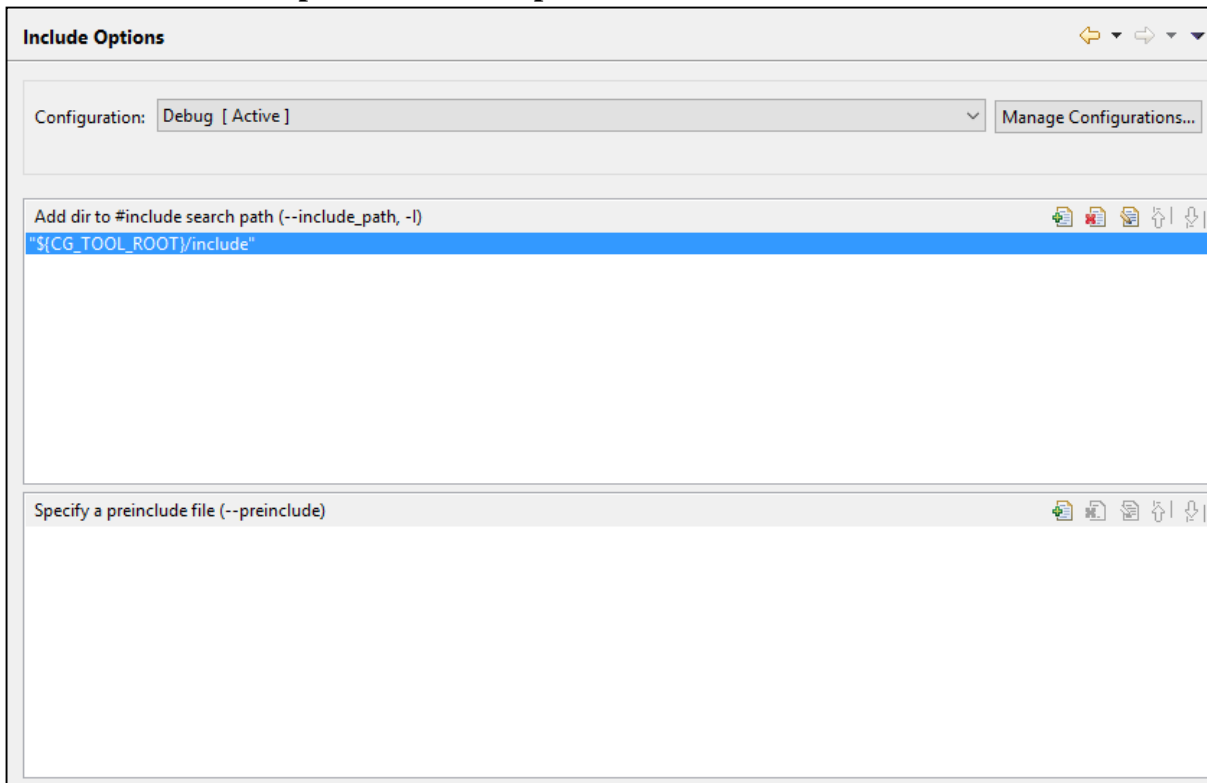 Include Options
Configuration: Debug [ Active ] Manage Configurations...
Add dir to #include search path (--include_path, -I)
"${CG_TOOL_ROOT}/include"
Specify a preinclude file (--preinclude)